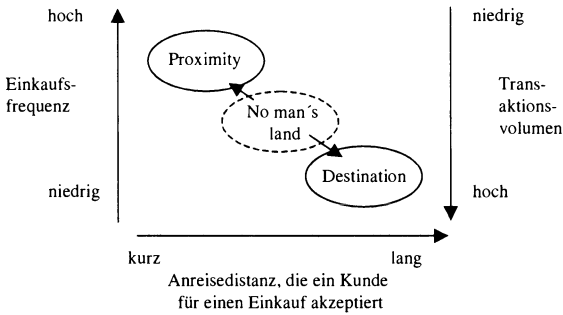 hoch
niedrig
Proximity
Einkaufs-
frequenz
Trans-
aktions-
volumen
No man´s
land
Destination
niedrig
hoch
kurz
lang
Anreisedistanz, die ein Kunde
für einen Einkauf akzeptiert